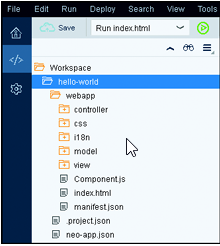 File Edit Run Deploy Search View Tools
Save Run index.html
Workspace
hello-world
webapp
controller
css
i18n
model
view
Component.js
index.html
manifest.json
.project.json
neo-app.json